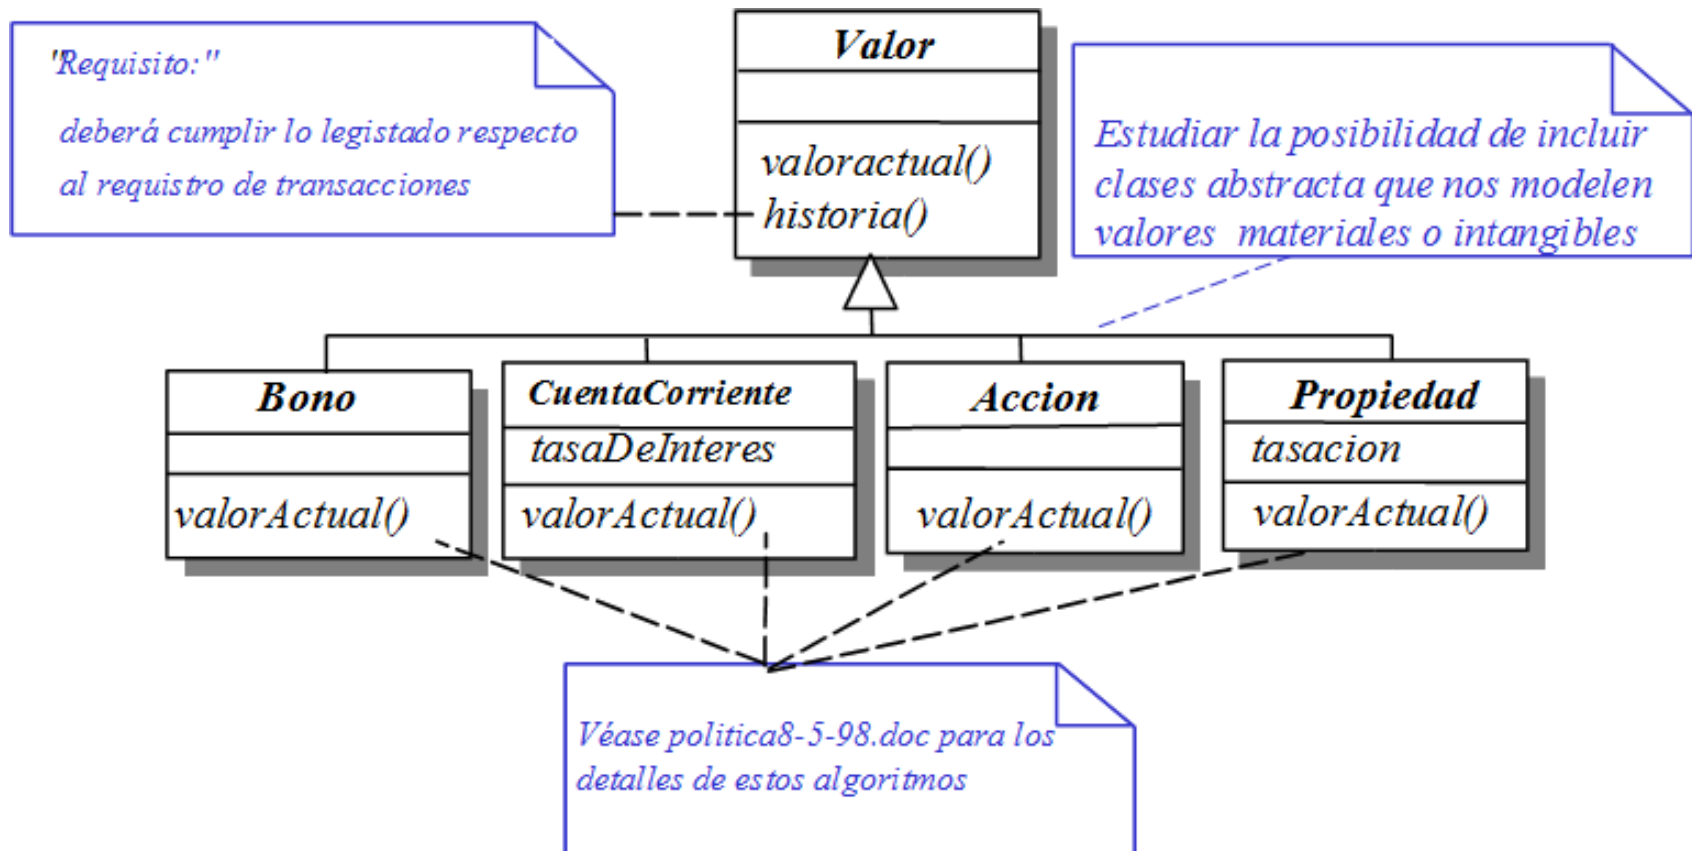 "Requisito:"
deberá cumplir lo legistado respecto
al requistro de transacciones
Valor
valoractual()
historia()
Estudiar la posibilidad de incluir
clases abstracta que nos modelen
valores materiales o intangibles
Bono
valorActual()
CuentaCorriente
tasaDeInteres
valorActual()
Accion
valorActual()
Propiedad
tasacion
valorActual()
Véase politica8-5-98.doc para los
detalles de estos algoritmos